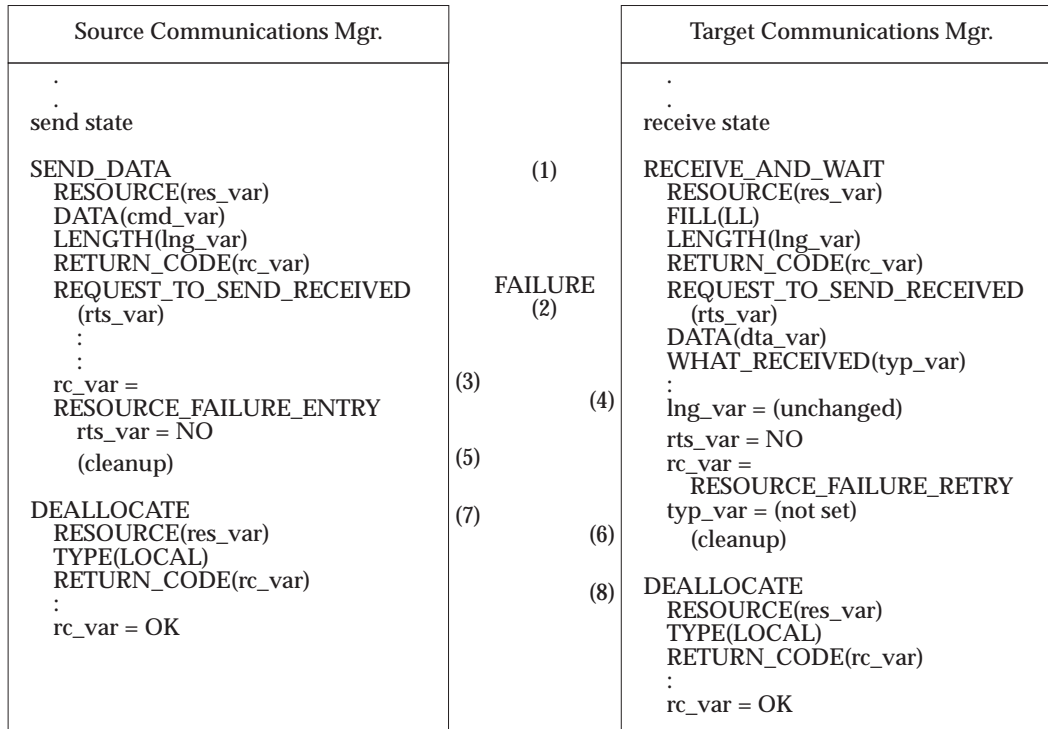 Source Communications Mgr.
.
.
send state
SEND_DATA
RESOURCE(res_var)
DATA(cmd_var)
LENGTH(lng_var)
RETURN_CODE(rc_var)
REQUEST_TO_SEND_RECEIVED
(rts_var)
:
:
rc_var =
RESOURCE_FAILURE_ENTRY
rts_var = NO
(cleanup)
DEALLOCATE
RESOURCE(res_var)
TYPE(LOCAL)
RETURN_CODE(rc_var)
:
rc_var = OK
(1)
FAILURE
(2)
(3)
(4)
(5)
(6)
(7)
(8)
Target Communications Mgr.
.
.
receive state
RECEIVE_AND_WAIT
RESOURCE(res_var)
FILL(LL)
LENGTH(lng_var)
RETURN_CODE(rc_var)
REQUEST_TO_SEND_RECEIVED
(rts_var)
DATA(dta_var)
WHAT_RECEIVED(typ_var)
:
lng_var = (unchanged)
rts_var = NO
rc_var =
RESOURCE_FAILURE_RETRY
typ_var = (not set)
(cleanup)
DEALLOCATE
RESOURCE(res_var)
TYPE(LOCAL)
RETURN_CODE(rc_var)
:
rc_var = OK